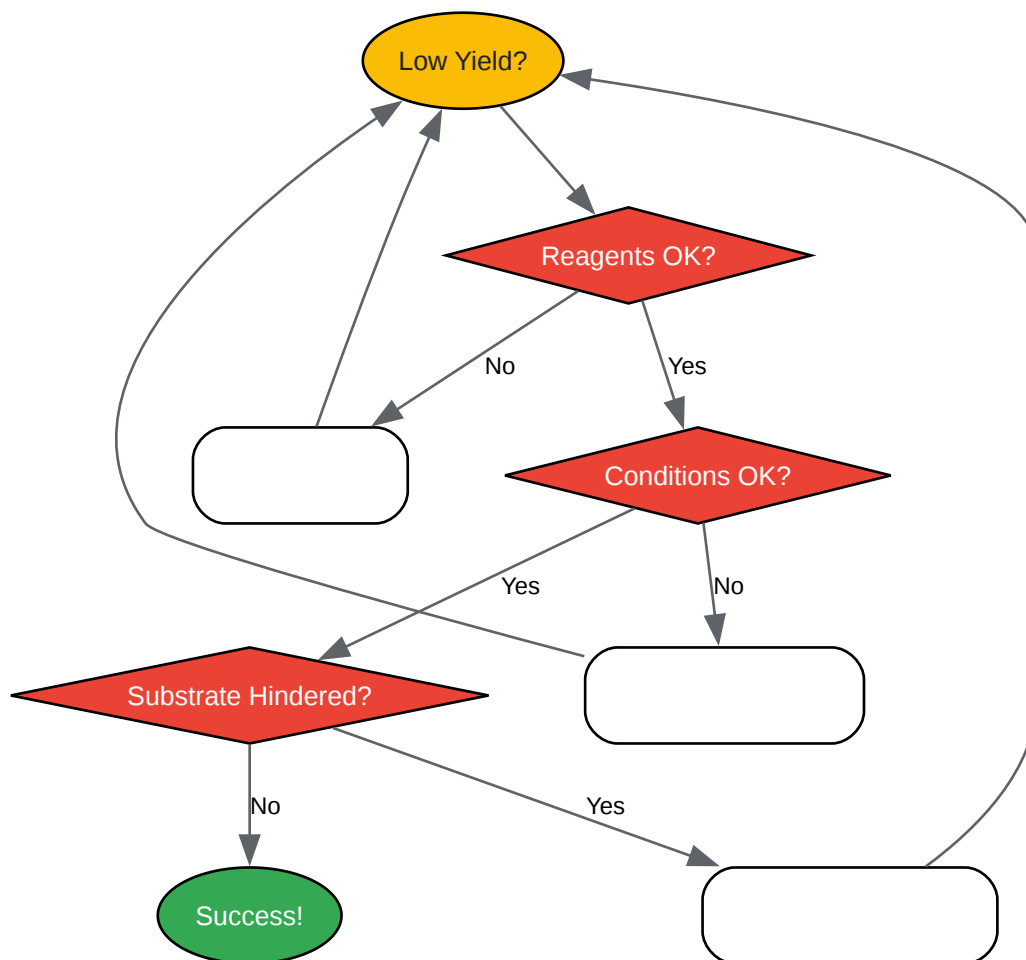 Low Yield?
Reagents OK?
No
Yes
Conditions OK?
Yes
No
Substrate Hindered?
No
Yes
Success!